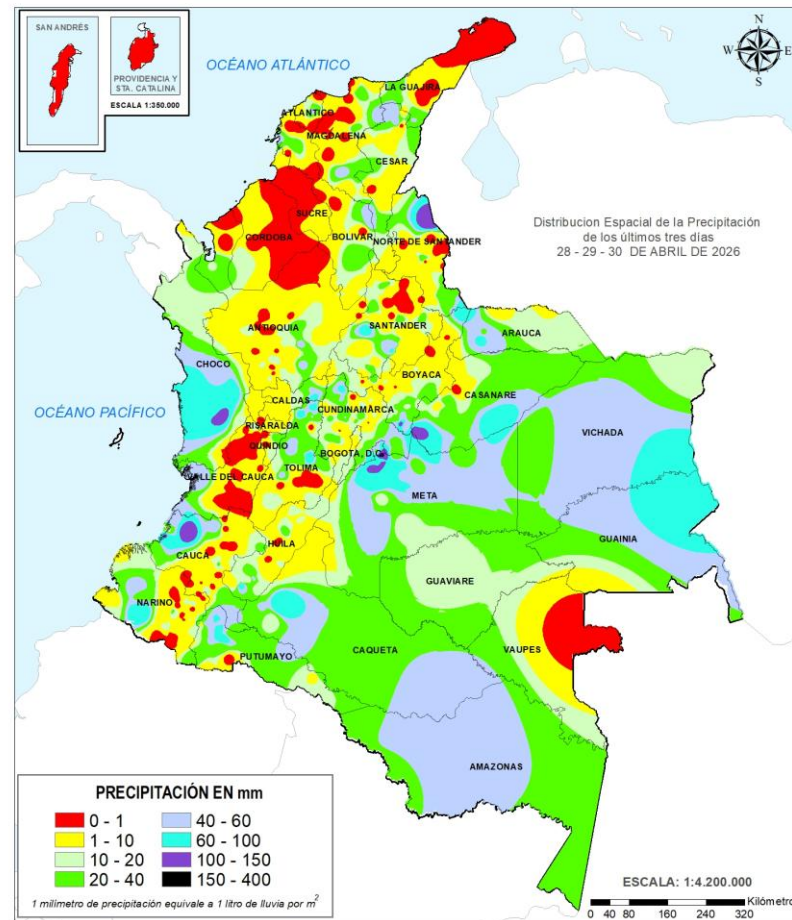 SAN ANDRÉS
PROVIDENCIA Y
STA. CATALINA
ESCALA 1:350.000
OCÉANO ATLÁNTICO
N
W E
S
LA GUAJIRA
ATLANTICO
MAGDALENA
CESAR
Distribucion Espacial de la Precipitación
de los últimos tres días
28 - 29 - 30 DE ABRIL DE 2026
SUCRE
CORDOBA
BOLIVAR
NORTE DE SANTANDER
ANTIOQUIA
SANTANDER
ARAUCA
CHOCO
BOYACA
CASANARE
CALDAS
CUNDINAMARCA
OCÉANO PACÍFICO
RISARALDA
VICHADA
QUINDIO
BOGOTA, D.C.
TOLIMA
VALLE DEL CAUCA
META
GUAINIA
HUILA
CAUCA
GUAVIARE
NARIÑO
VAUPES
CAQUETA
PUTUMAYO
AMAZONAS
PRECIPITACIÓN EN mm
0 - 1
40 - 60
1 - 10
60 - 100
10 - 20
100 - 150
20 - 40
150 - 400
1 milímetro de precipitación equivale a 1 litro de lluvia por m2
ESCALA: 1:4.200.000
Kilómetro
40 80 160 240 320